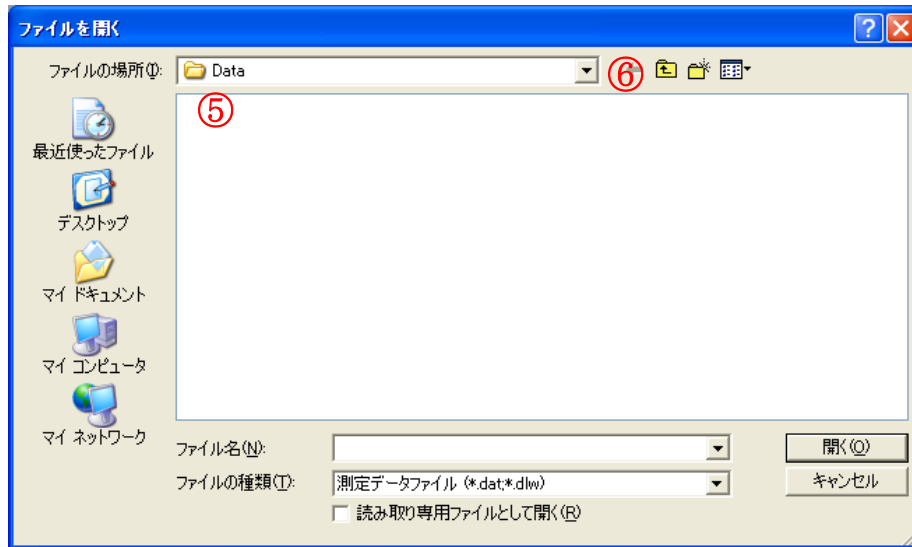 ファイルを開く
ファイルの場所(I): Data ⑥
⑤
最近使ったファイル
デスクトップ
マイ ドキュメント
マイ コンピュータ
マイ ネットワーク
ファイル名(N): 開く(O)
ファイルの種類(T): 測定データファイル (*.dat;*.dlw) キャンセル
読み取り専用ファイルとして開く(R)